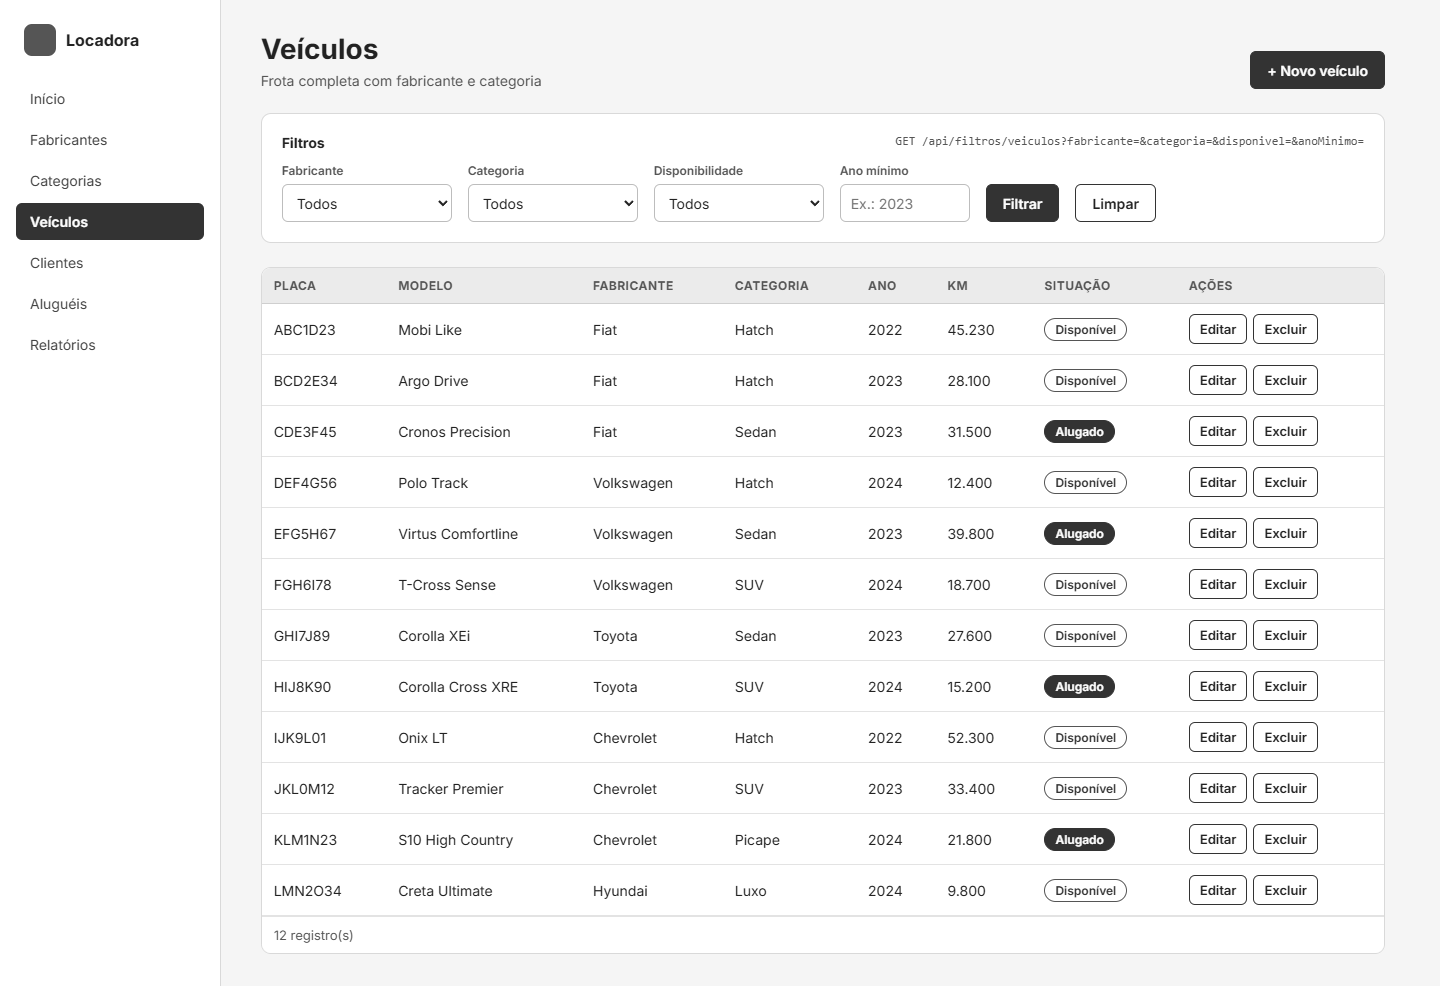 Locadora
Início
Fabricantes
Categorias
Veículos
Clientes
Aluguéis
Relatórios
Veículos
Frota completa com fabricante e categoria
+ Novo veículo
Filtros
GET /api/filtros/veiculos?fabricante=&categoria=&disponivel=&anoMinimo=
Fabricante Categoria Disponibilidade Ano mínimo
Todos Todos Todos Ex.: 2023 Filtrar Limpar
PLACA MODELO FABRICANTE CATEGORIA ANO KM SITUAÇÃO AÇÕES
ABC1D23 Mobi Like Fiat Hatch 2022 45.230 Disponível Editar Excluir
BCD2E34 Argo Drive Fiat Hatch 2023 28.100 Disponível Editar Excluir
CDE3F45 Cronos Precision Fiat Sedan 2023 31.500 Alugado Editar Excluir
DEF4G56 Polo Track Volkswagen Hatch 2024 12.400 Disponível Editar Excluir
EFG5H67 Virtus Comfortline Volkswagen Sedan 2023 39.800 Alugado Editar Excluir
FGH6I78 T-Cross Sense Volkswagen SUV 2024 18.700 Disponível Editar Excluir
GHI7J89 Corolla XEi Toyota Sedan 2023 27.600 Disponível Editar Excluir
HIJ8K90 Corolla Cross XRE Toyota SUV 2024 15.200 Alugado Editar Excluir
IJK9L01 Onix LT Chevrolet Hatch 2022 52.300 Disponível Editar Excluir
JKL0M12 Tracker Premier Chevrolet SUV 2023 33.400 Disponível Editar Excluir
KLM1N23 S10 High Country Chevrolet Picape 2024 21.800 Alugado Editar Excluir
LMN2O34 Creta Ultimate Hyundai Luxo 2024 9.800 Disponível Editar Excluir
12 registro(s)